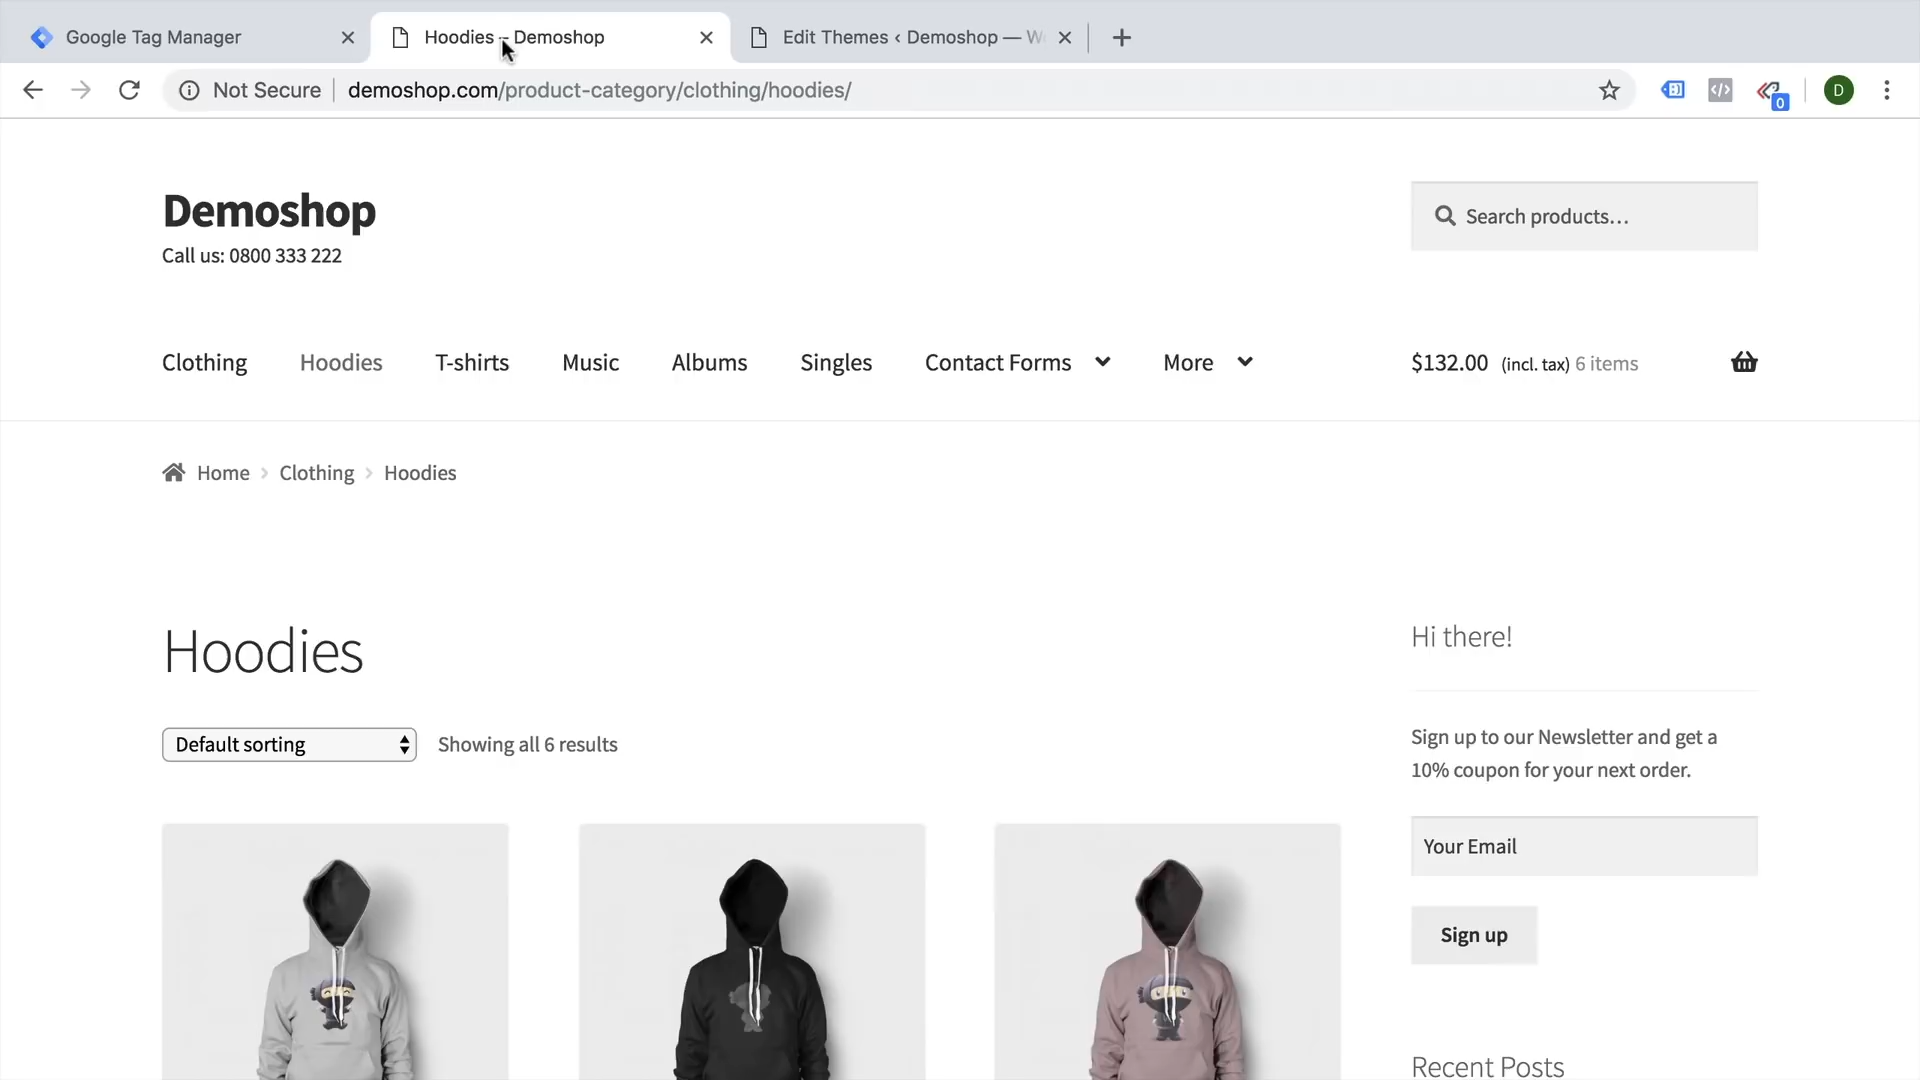 Google Tag Manager
Hoodies – Demoshop
Edit Themes ‹ Demoshop — W
Not Secure
demoshop.com/product-category/clothing/hoodies/
0
D
Demoshop
Call us: 0800 333 222
Search products…
Clothing
Hoodies
T-shirts
Music
Albums
Singles
Contact Forms
More
$132.00 (incl. tax) 6 items
Home
Clothing
Hoodies
Hoodies
Default sorting
Showing all 6 results
Hi there!
Sign up to our Newsletter and get a
10% coupon for your next order.
Your Email
Sign up
Recent Posts